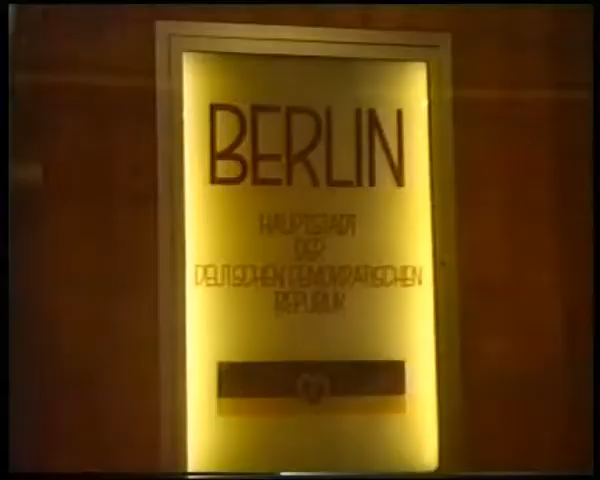 BERLIN
HAUPTSTADT
DER
DEUTSCHEN DEMOKRATISCHEN
REPUBLIK